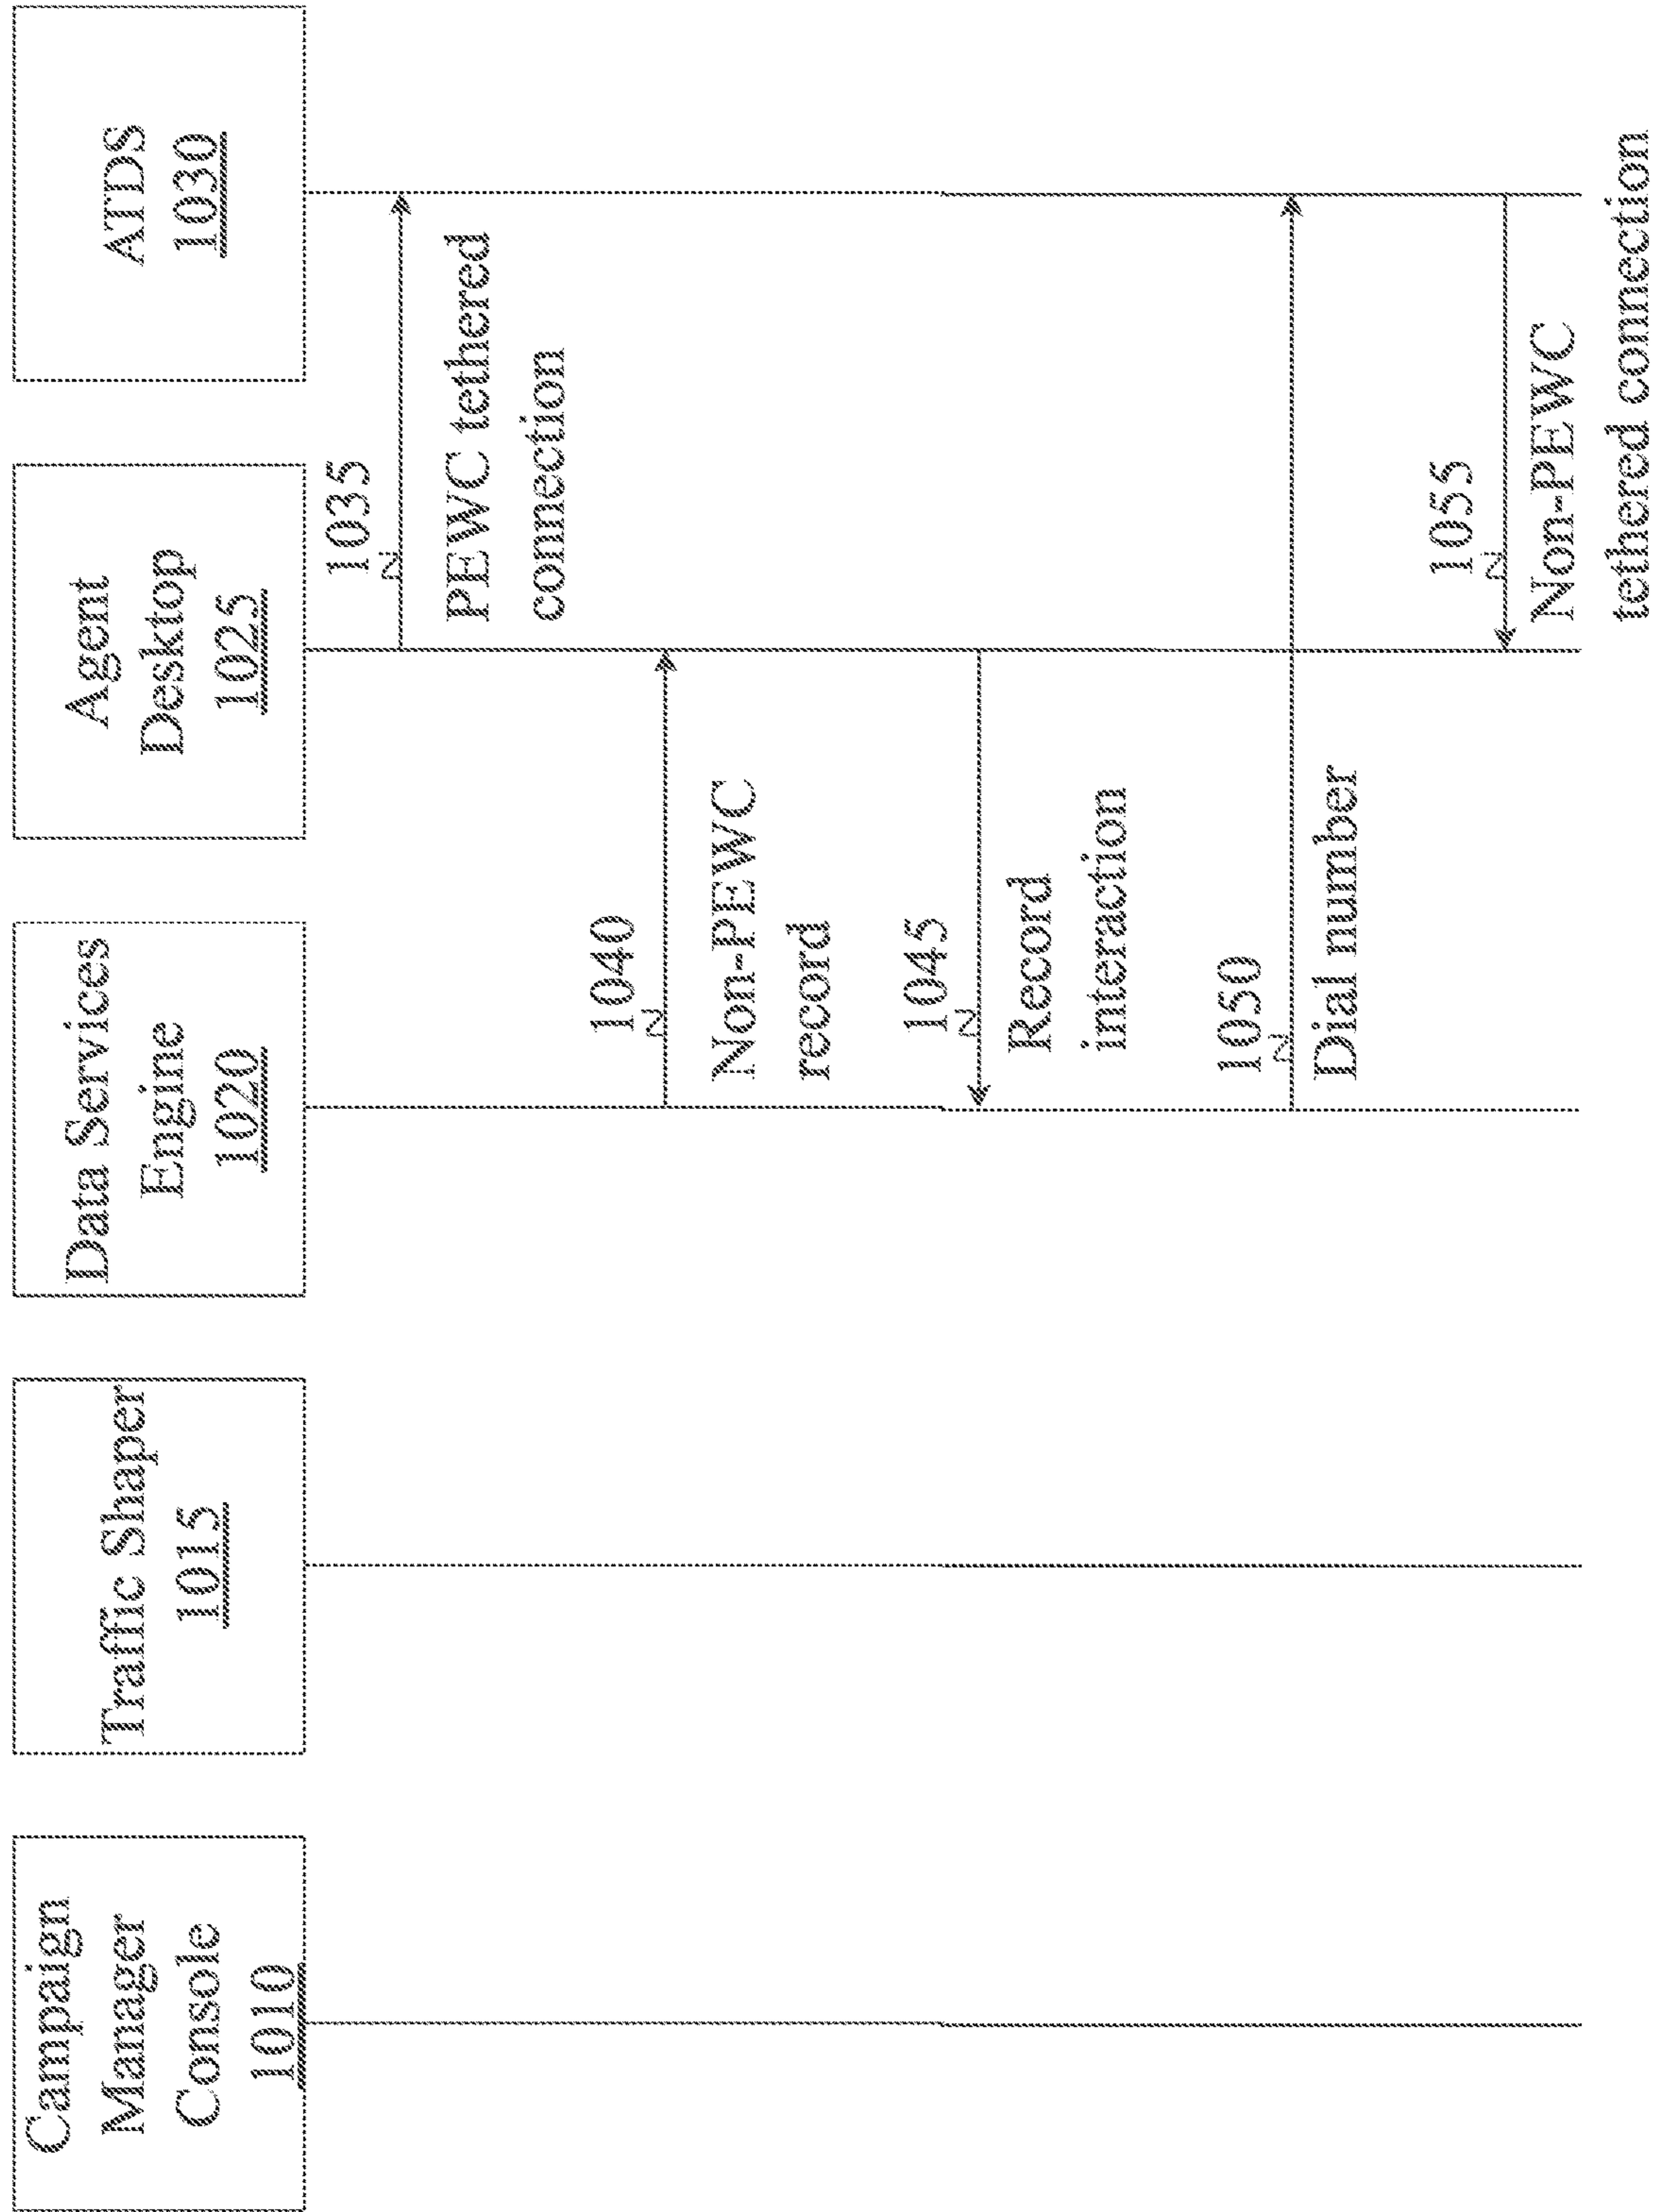 Campaign
Manager
Console
1010
Traffic Shaper
1015
Data Services
Engine
1020
Agent
Desktop
1025
ATDS
1030
1035
PEWC tethered
connection
1040
Non-PEWC
record
1045
Record
interaction
1050
Dial number
1055
Non-PEWC
tethered connection